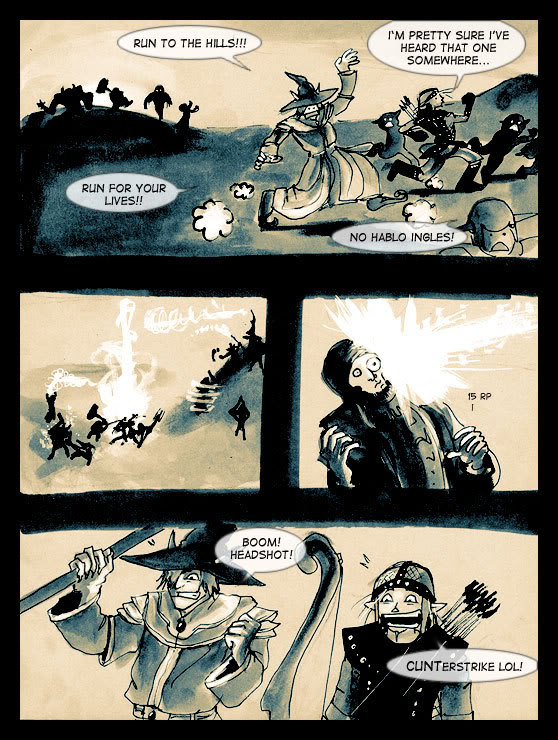 RUN TO THE HILLS!!!
I'M PRETTY SURE I'VE
HEARD THAT ONE
SOMEWHERE...
RUN FOR YOUR
LIVES!!
NO HABLO INGLES!
15 RP
!
BOOM!
HEADSHOT!
CUNTERSTRIKE LOL!